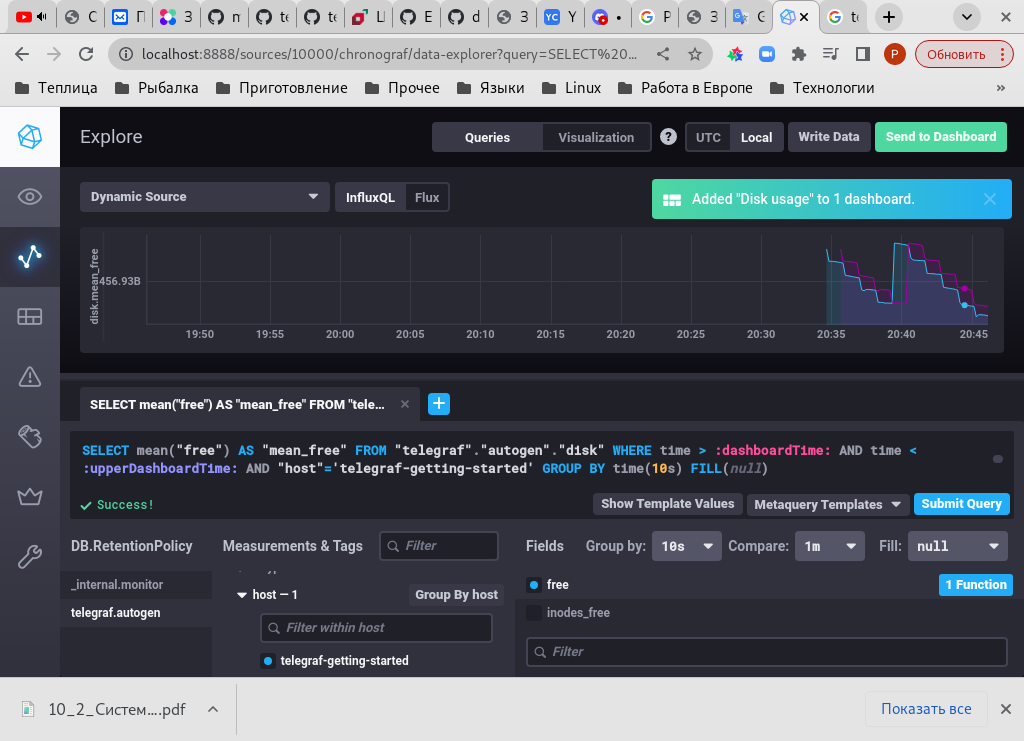 С
П
З
m
te
te
Li
E
d
З
YC
Y
P
З
G
te
localhost:8888/sources/10000/chronograf/data-explorer?query=SELECT%20...
P
Обновить
Теплица
Рыбалка
Приготовление
Прочее
Языки
Linux
Работа в Европе
Технологии
»
Explore
Queries
Visualization
?
UTC
Local
Write Data
Send to Dashboard
Dynamic Source
InfluxQL
Flux
Added "Disk usage" to 1 dashboard.
disk.mean_free
456.93B
19:50
19:55
20:00
20:05
20:10
20:15
20:20
20:25
20:30
20:35
20:40
20:45
SELECT mean("free") AS "mean_free" FROM "tele...
SELECT mean("free") AS "mean_free" FROM "telegraf"."autogen"."disk" WHERE time > :dashboardTime: AND time <
:upperDashboardTime: AND "host"='telegraf-getting-started' GROUP BY time(10s) FILL(null)
Success!
Show Template Values
Metaquery Templates
Submit Query
DB.RetentionPolicy
Measurements & Tags
Filter
Fields
Group by:
10s
Compare:
1m
Fill:
null
_internal.monitor
telegraf.autogen
host — 1
Group By host
Filter within host
telegraf-getting-started
free
1 Function
inodes_free
Filter
10_2_Систем....pdf
Показать все